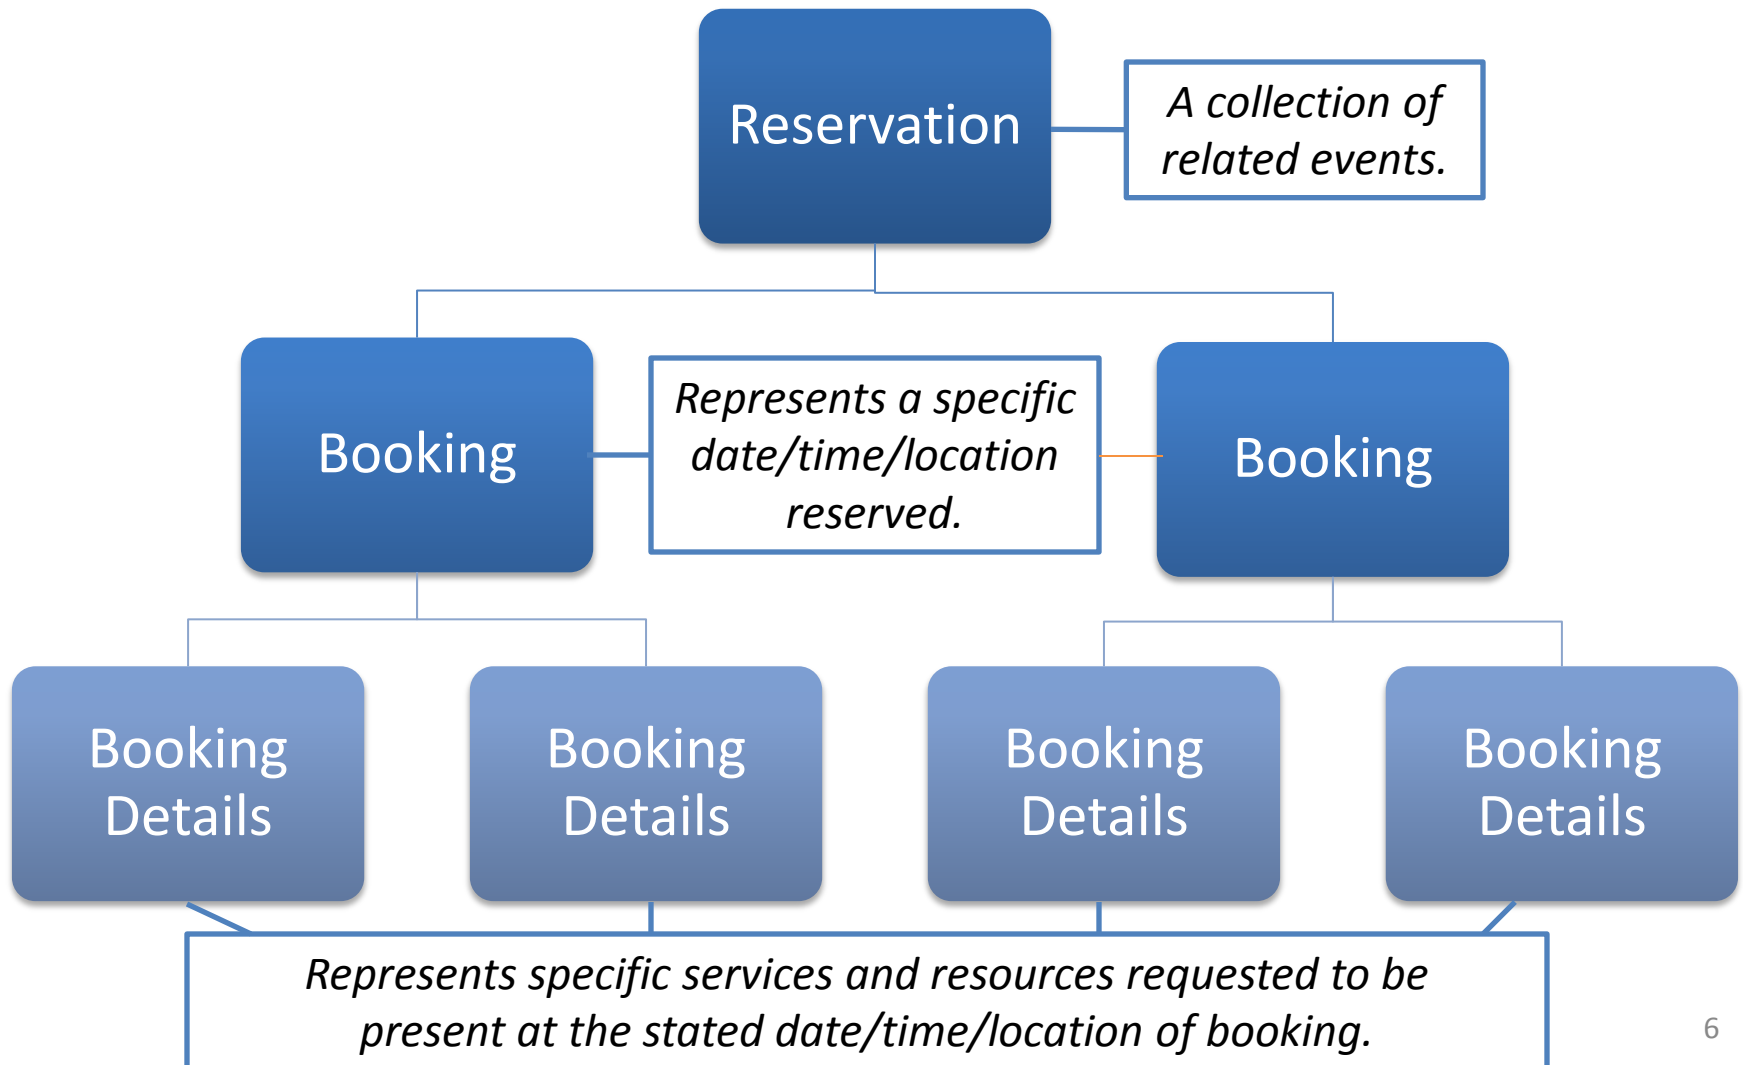 Reservation
A collection of
related events.
Booking
Represents a specific
date/time/location
reserved.
Booking
Booking
Details
Booking
Details
Booking
Details
Booking
Details
Represents specific services and resources requested to be
present at the stated date/time/location of booking.
6